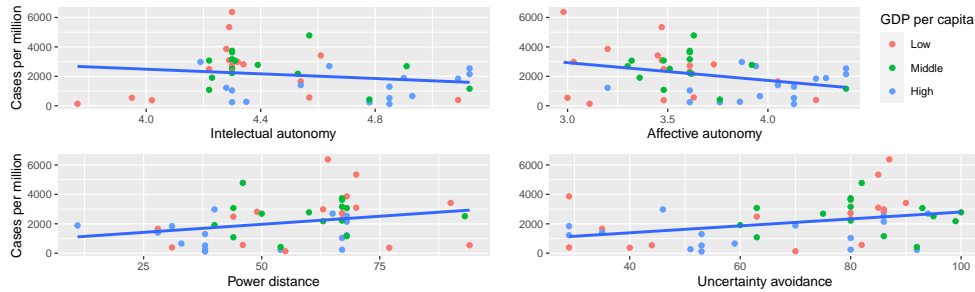 Cases per million
6000
4000
2000
0
4.0
4.4
4.8
Intelectual autonomy
6000
4000
2000
0
3.0
3.5
4.0
Affective autonomy
GDP per capita
Low
Middle
High
Cases per million
6000
4000
2000
0
25
50
75
Power distance
6000
4000
2000
0
40
60
80
100
Uncertainty avoidance